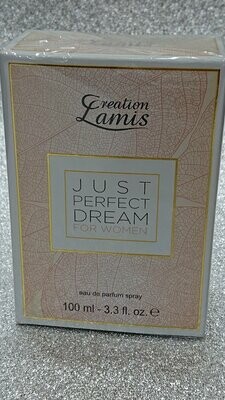 Creation
Lamis
JUST
PERFECT
DREAM
FOR WOMEN
eau de parfum spray
100 ml - 3.3 fl. oz. ℮